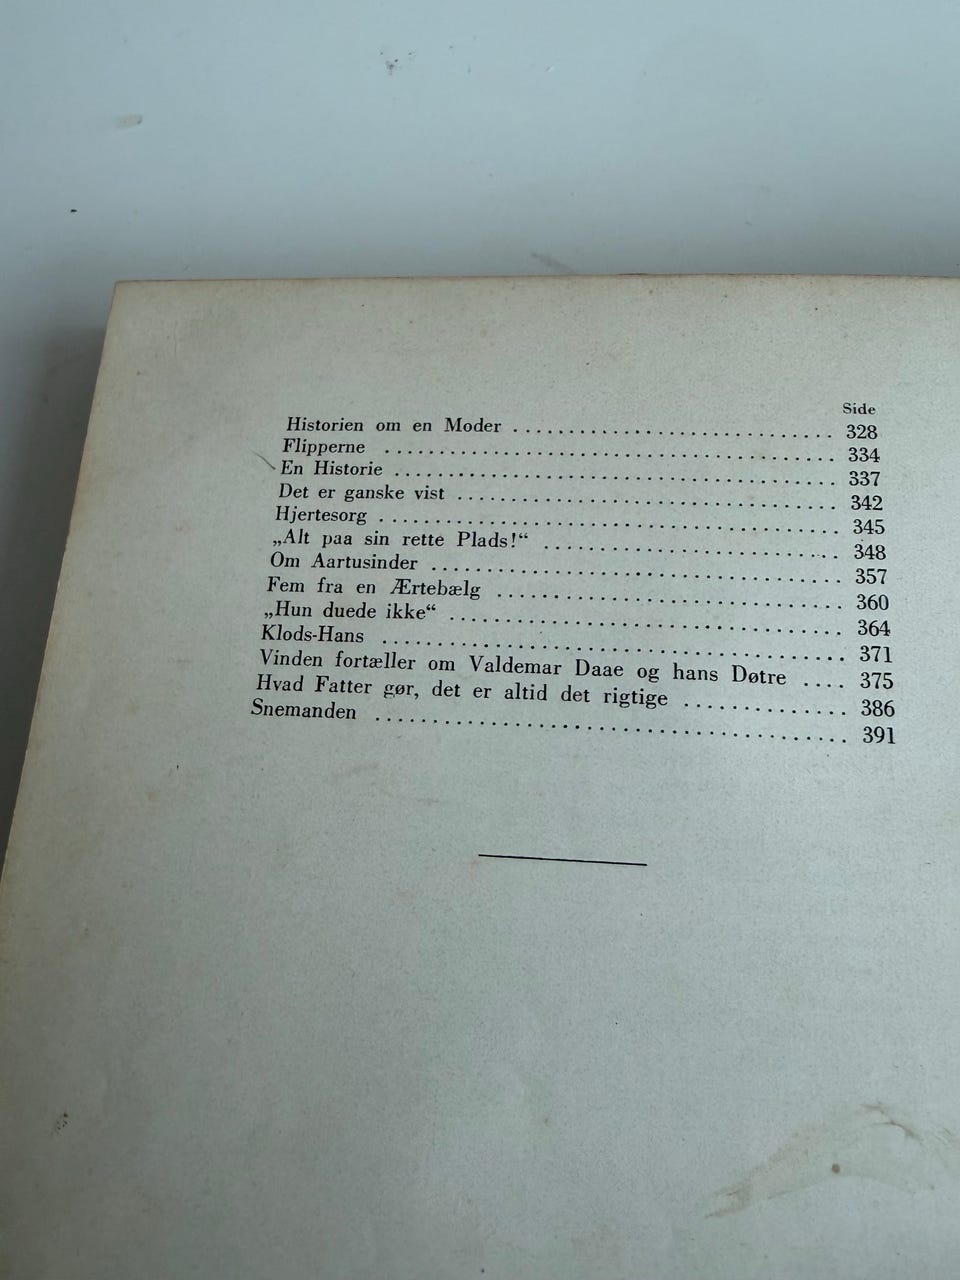 Side
Historien om en Moder ............................ 328
Flipperne ........................................ 334
En Historie ...................................... 337
Det er ganske vist ............................... 342
Hjertesorg ....................................... 345
„Alt paa sin rette Plads!“ ........................ 348
Om Aartusinder ................................... 357
Fem fra en Ærtebælg .............................. 360
„Hun duede ikke“ ................................. 364
Klods-Hans ....................................... 371
Vinden fortæller om Valdemar Daae og hans Døtre .... 375
Hvad Fatter gør, det er altid det rigtige ............... 386
Snemanden ........................................ 391